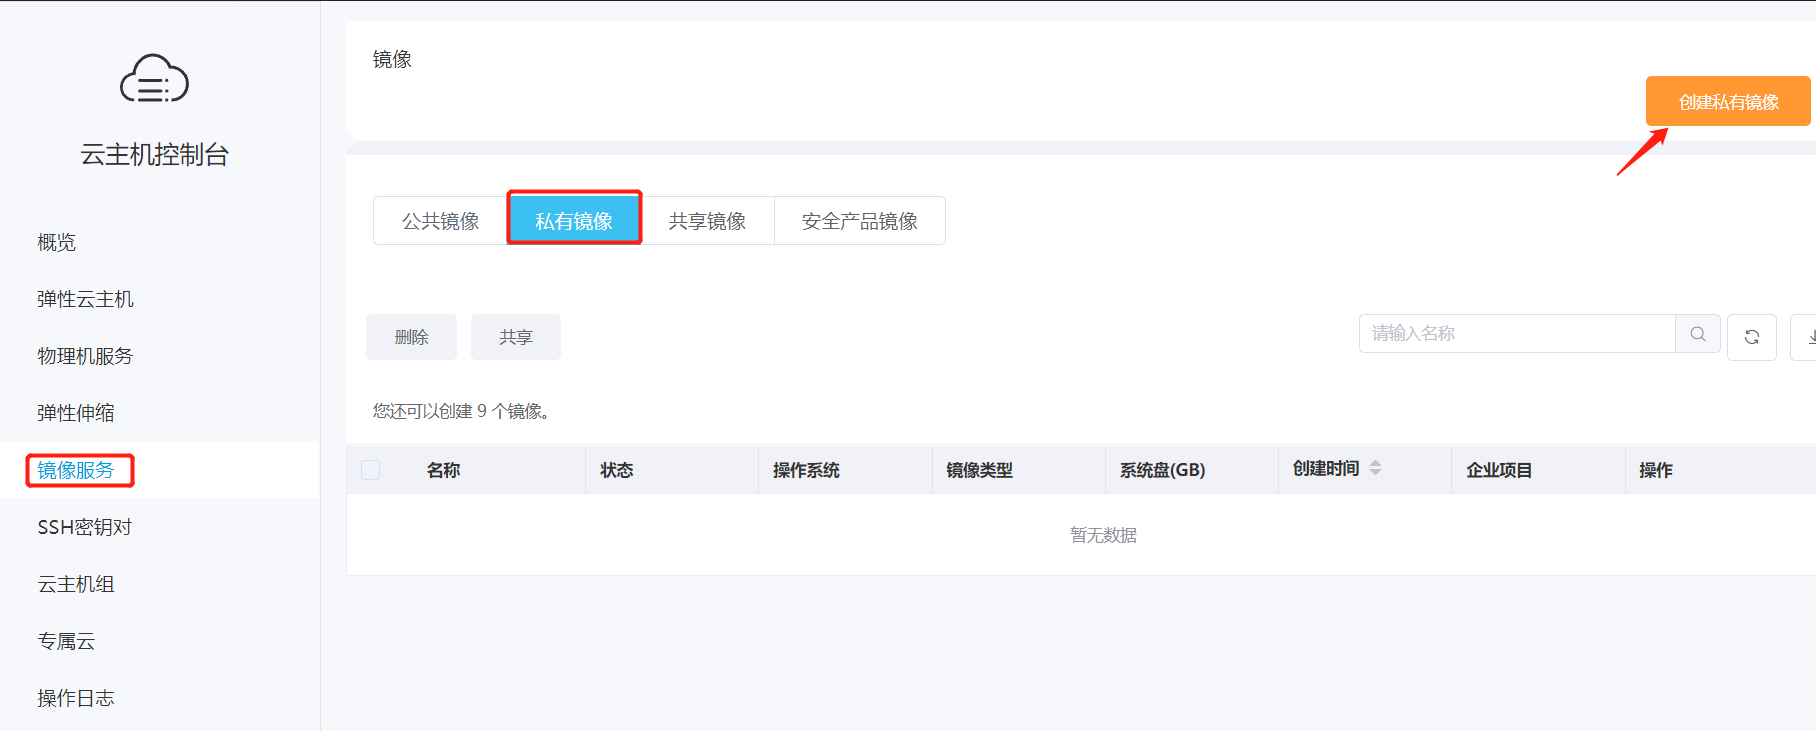 云主机控制台
概览
弹性云主机
物理机服务
弹性伸缩
镜像服务
SSH密钥对
云主机组
专属云
操作日志
镜像
创建私有镜像
公共镜像 私有镜像 共享镜像 安全产品镜像
删除 共享 请输入名称
您还可以创建 9 个镜像。
名称 状态 操作系统 镜像类型 系统盘(GB) 创建时间 企业项目 操作
暂无数据